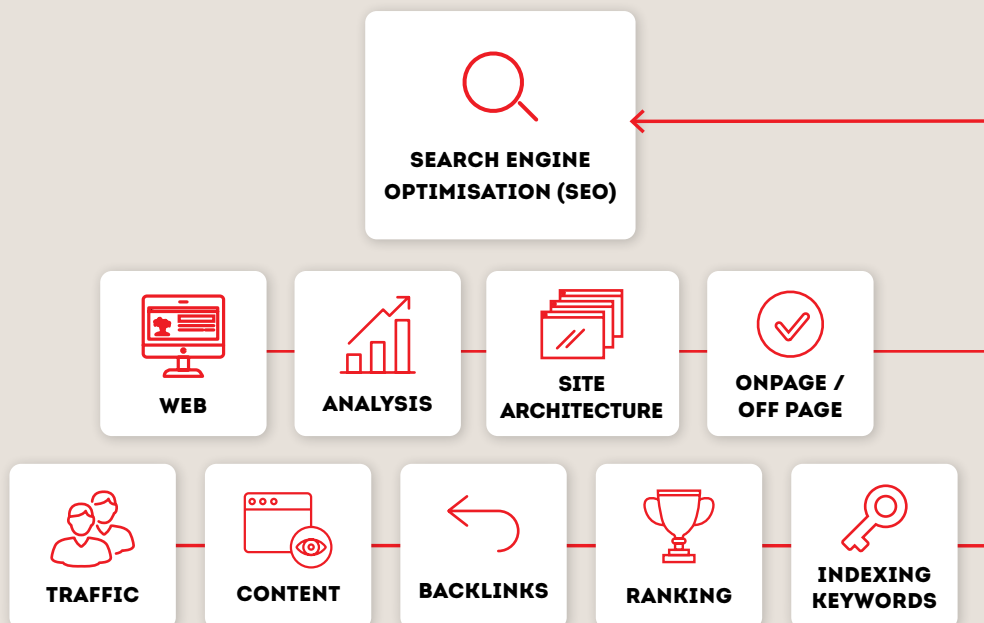 SEARCH ENGINE
OPTIMISATION (SEO)
WEB
ANALYSIS
SITE
ARCHITECTURE
ONPAGE /
OFF PAGE
TRAFFIC
CONTENT
BACKLINKS
RANKING
INDEXING
KEYWORDS